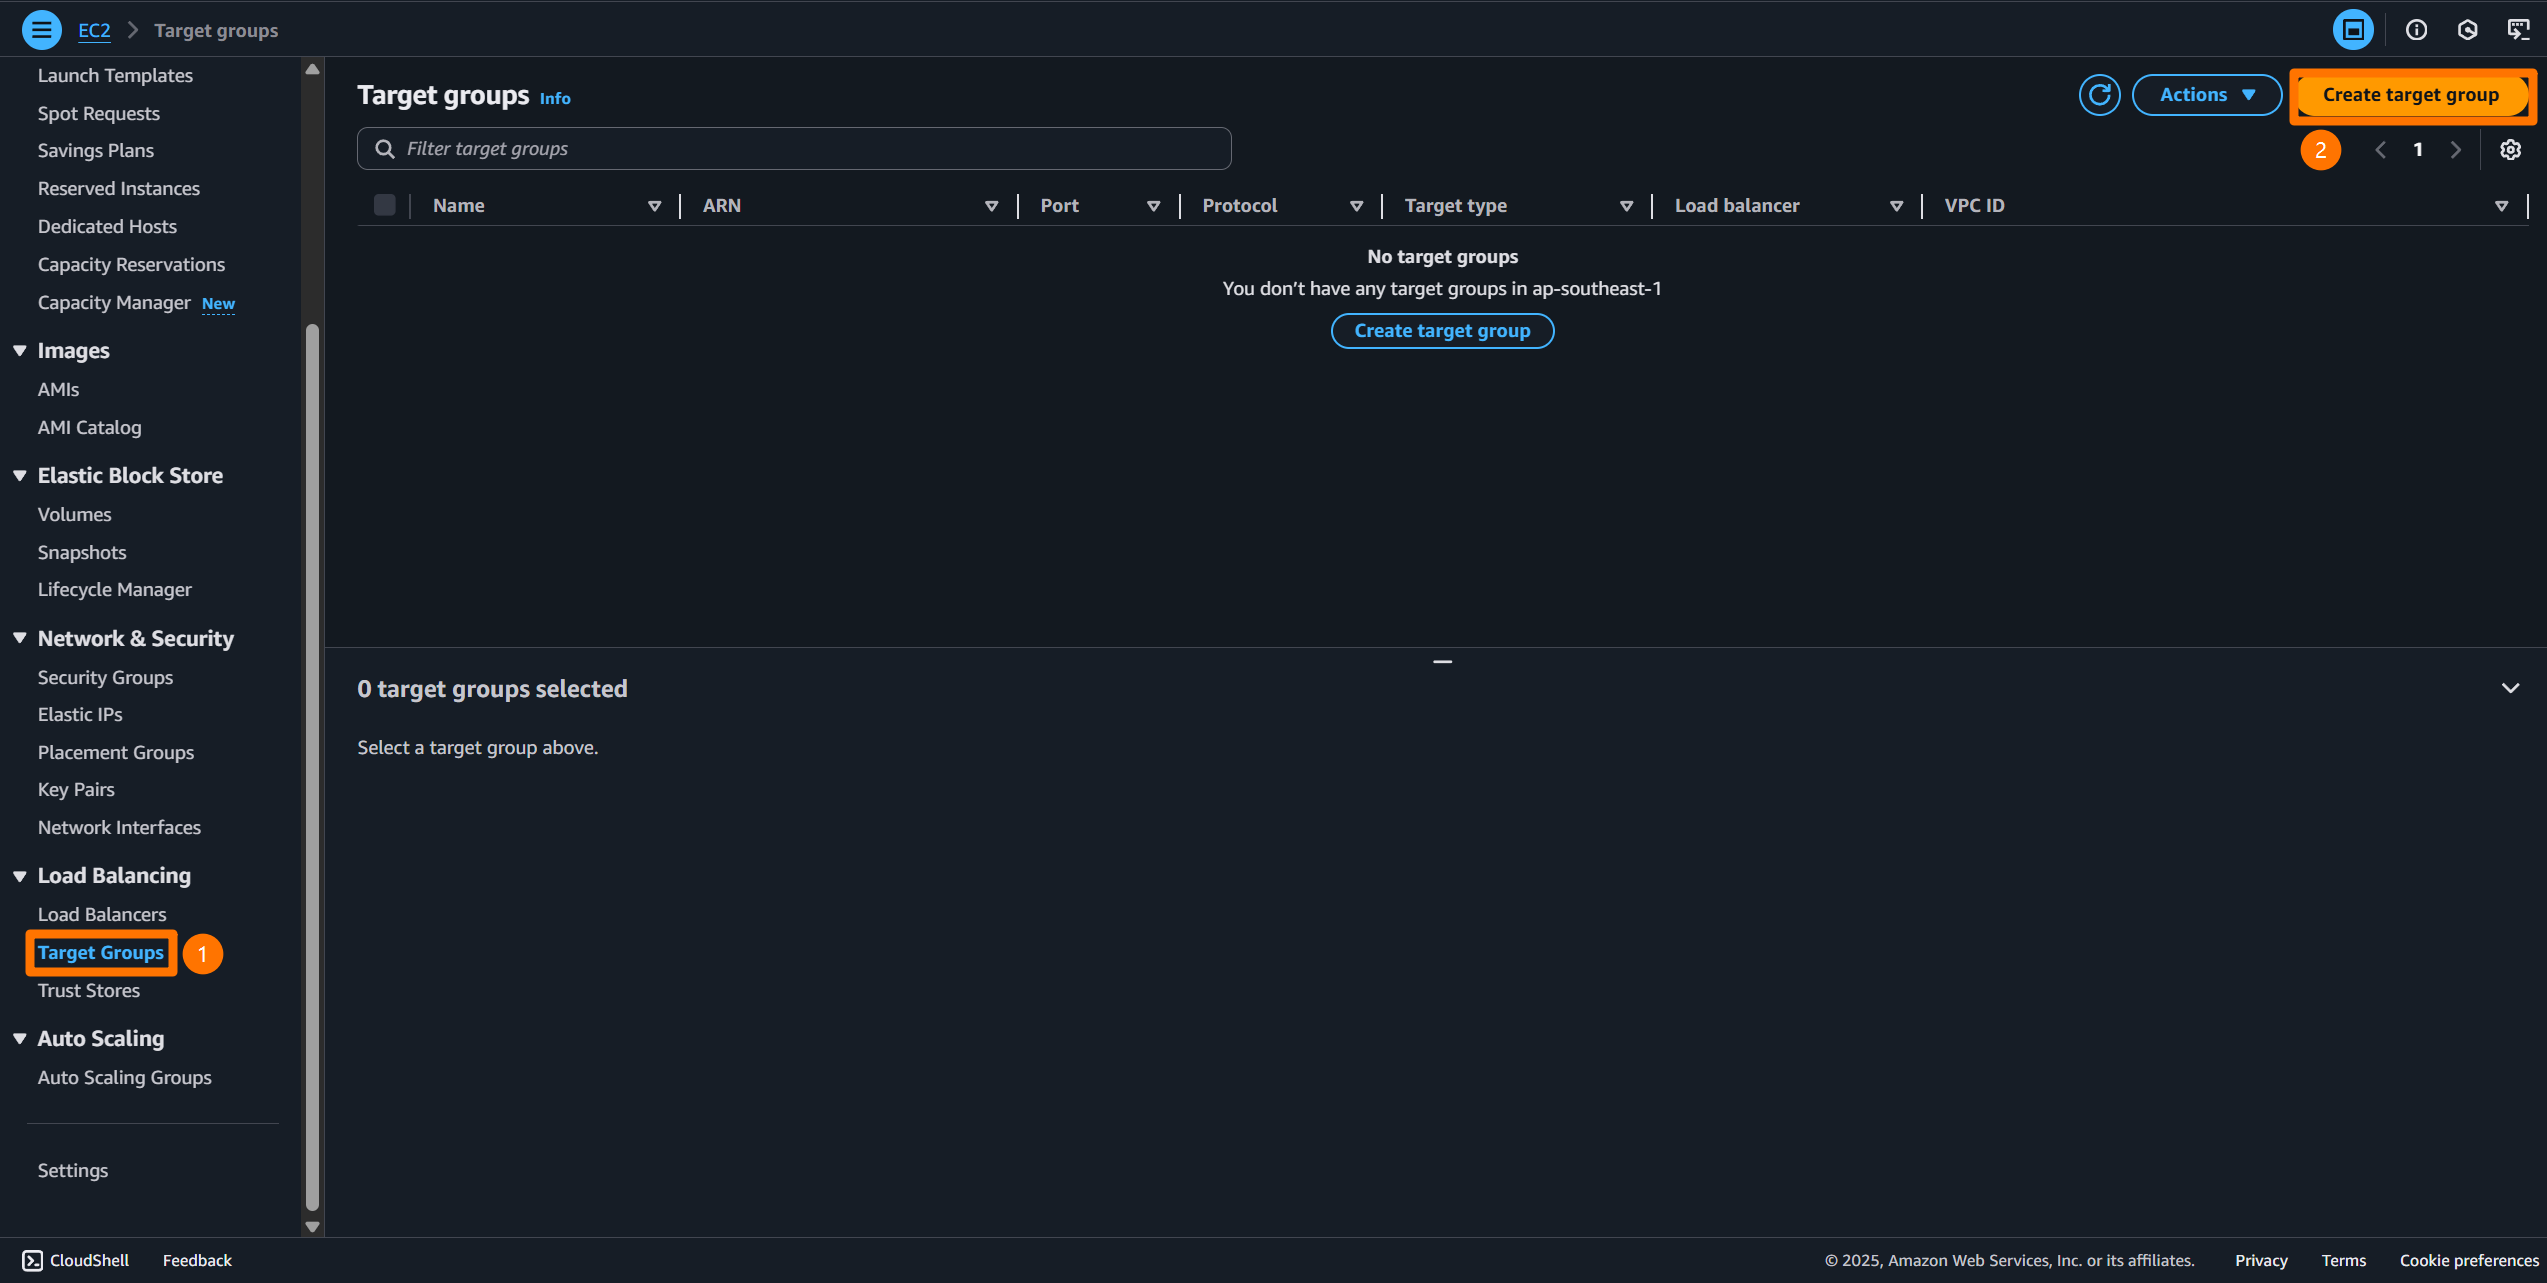 EC2 > Target groups
Launch Templates
Spot Requests
Savings Plans
Reserved Instances
Dedicated Hosts
Capacity Reservations
Capacity Manager New
Images
AMIs
AMI Catalog
Elastic Block Store
Volumes
Snapshots
Lifecycle Manager
Network & Security
Security Groups
Elastic IPs
Placement Groups
Key Pairs
Network Interfaces
Load Balancing
Load Balancers
Target Groups 1
Trust Stores
Auto Scaling
Auto Scaling Groups
Settings
Target groups Info
Actions
Create target group
Filter target groups
2
1
Name ARN Port Protocol Target type Load balancer VPC ID
No target groups
You don’t have any target groups in ap-southeast-1
Create target group
0 target groups selected
Select a target group above.
CloudShell Feedback
© 2025, Amazon Web Services, Inc. or its affiliates. Privacy Terms Cookie preferences